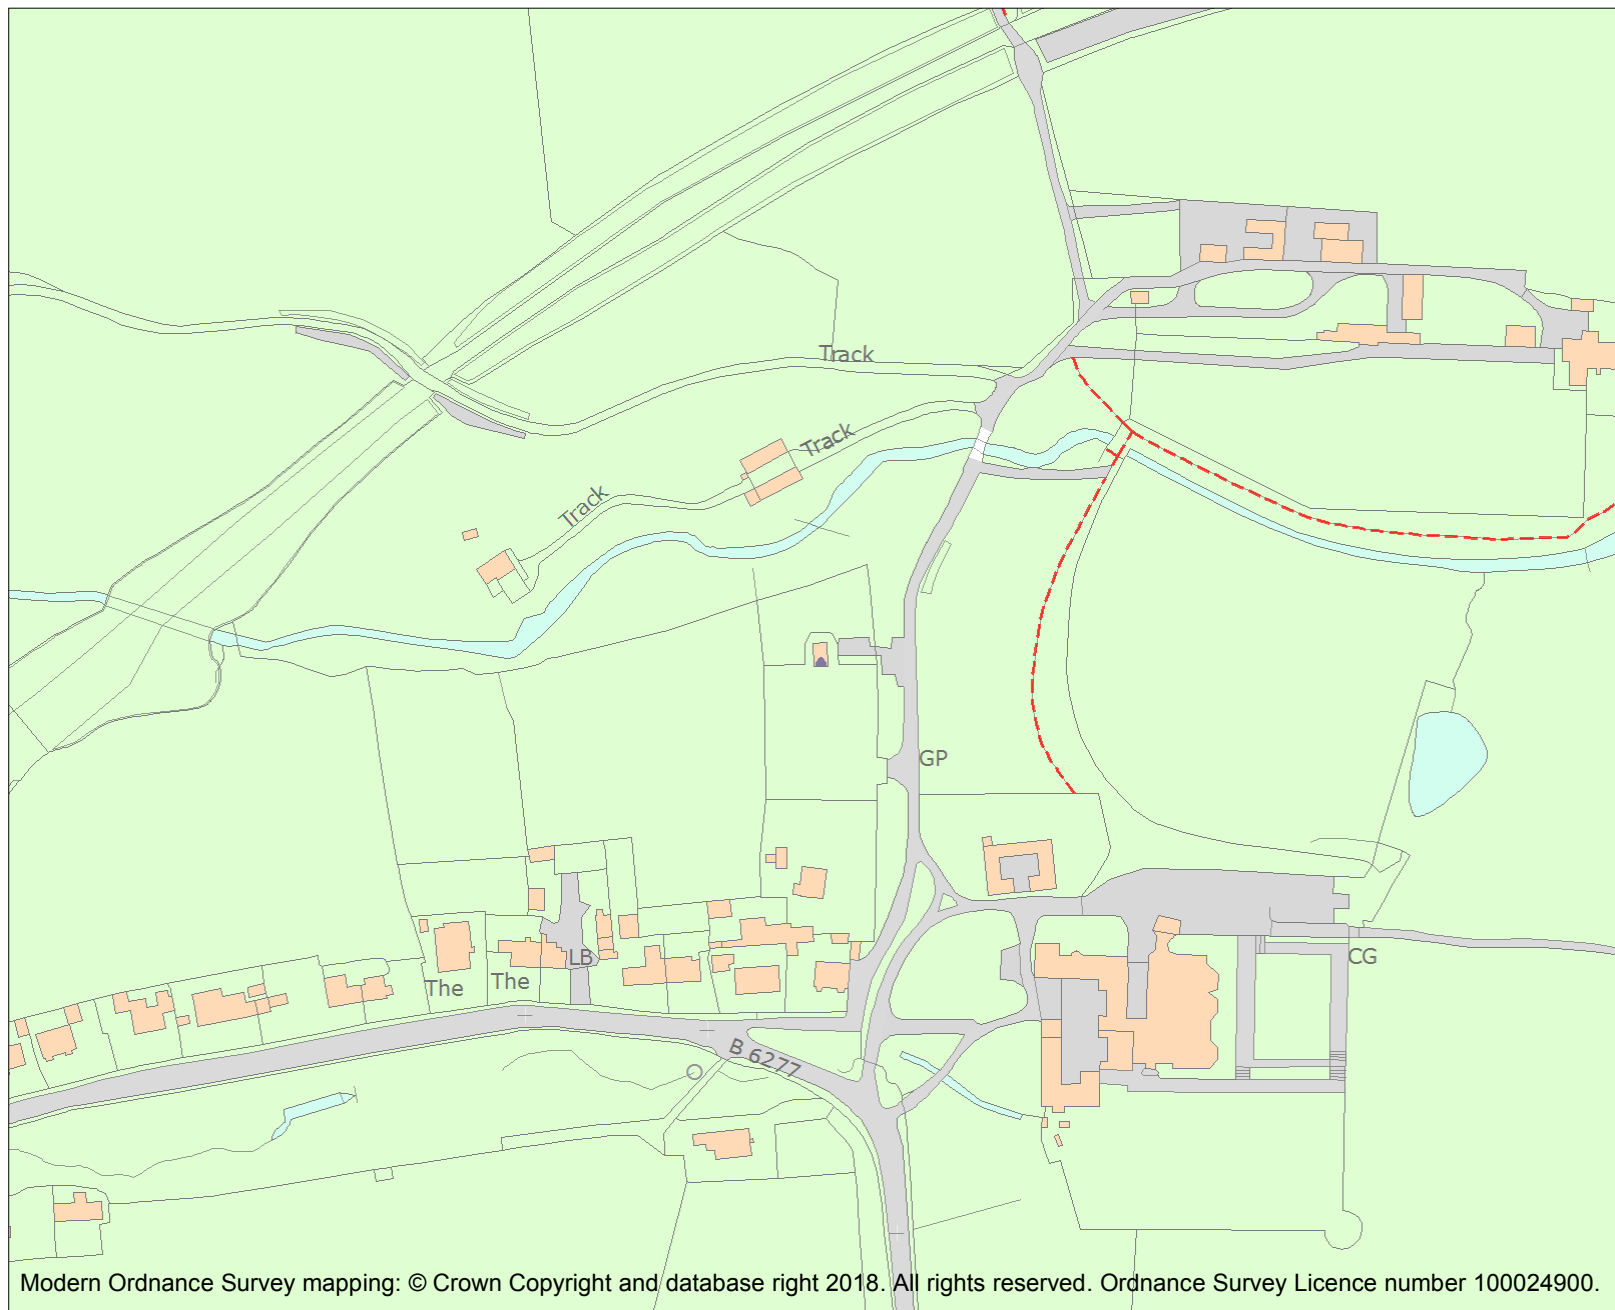 Track
Track
Track
GP
LB
The
The
CG
B 6277
Modern Ordnance Survey mapping: © Crown Copyright and database right 2018. All rights reserved. Ordnance Survey Licence number 100024900.